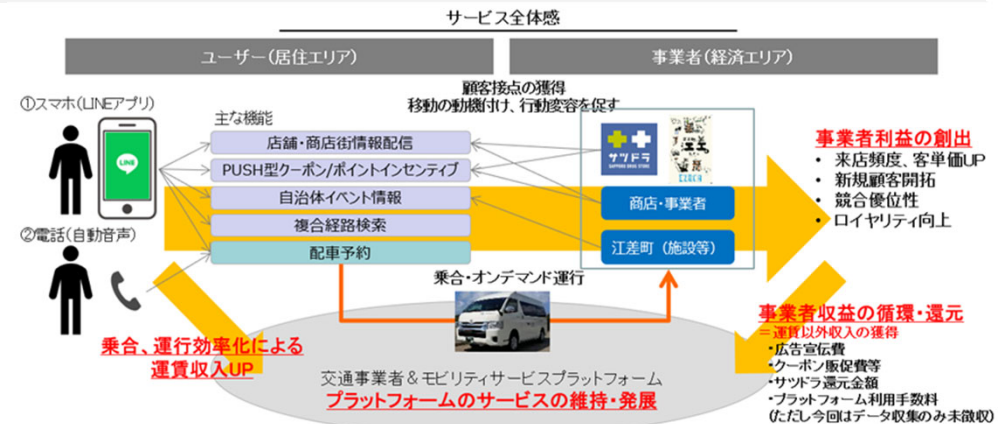 サービス全体感
ユーザー(居住エリア)
事業者(経済エリア)
顧客接点の獲得
移動の動機付け、行動変容を促す
①スマホ(LINEアプリ)
LINE
主な機能
店舗・商店街情報配信
PUSH型クーポン/ポイントインセンティブ
自治体イベント情報
複合経路検索
配車予約
②電話(自動音声)
サツドラ
SAPPORO DRUG STORE
商店・事業者
江差町(施設等)
事業者利益の創出
・ 来店頻度、客単価UP
・ 新規顧客開拓
・ 競合優位性
・ ロイヤリティ向上
乗合・オンデマンド運行
乗合、運行効率化による
運賃収入UP
事業者収益の循環・還元
=運賃以外収入の獲得
・広告宣伝費
・クーポン販促費等
・サツドラ還元金額
・プラットフォーム利用手数料
(ただし今回はデータ収集のみ未徴収)
交通事業者&モビリティサービスプラットフォーム
プラットフォームのサービスの維持・発展